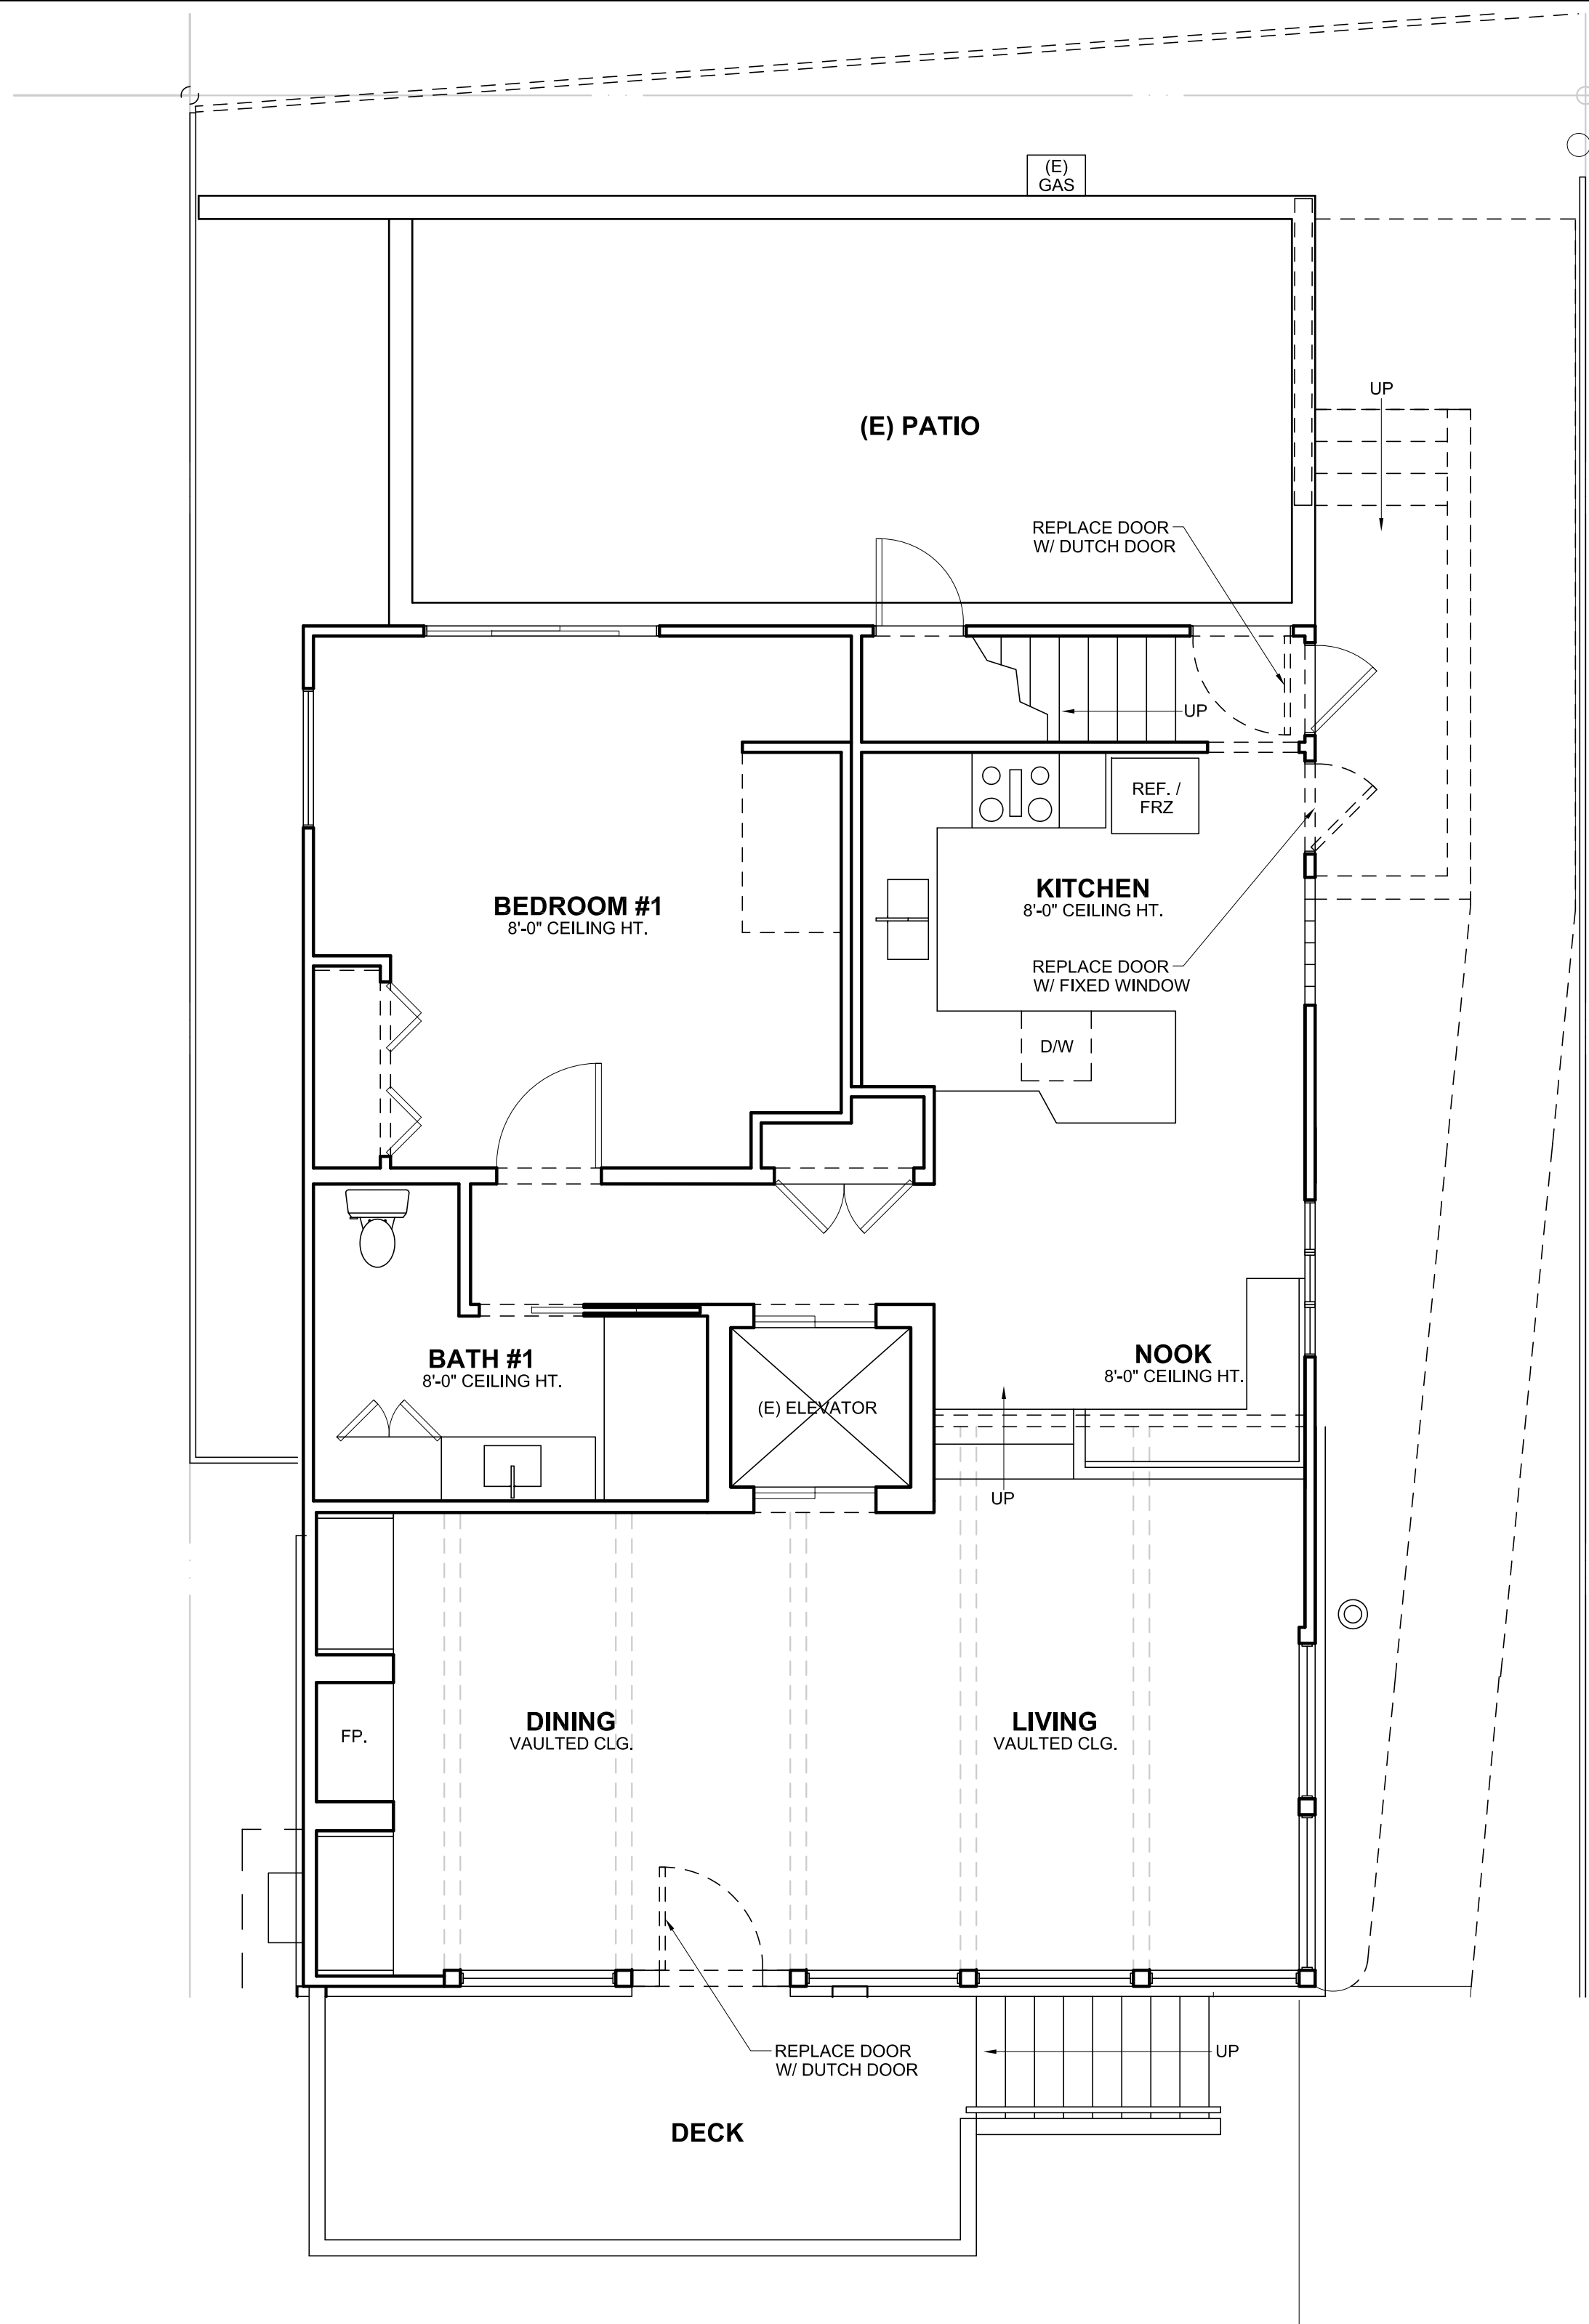 (E)
GAS
UP
(E) PATIO
REPLACE DOOR
W/ DUTCH DOOR
UP
REF. /
FRZ
BEDROOM #1
8'-0" CEILING HT.
KITCHEN
8'-0" CEILING HT.
REPLACE DOOR
W/ FIXED WINDOW
D/W
BATH #1
8'-0" CEILING HT.
NOOK
8'-0" CEILING HT.
(E) ELEVATOR
UP
FP.
DINING
VAULTED CLG.
LIVING
VAULTED CLG.
REPLACE DOOR
W/ DUTCH DOOR
UP
DECK